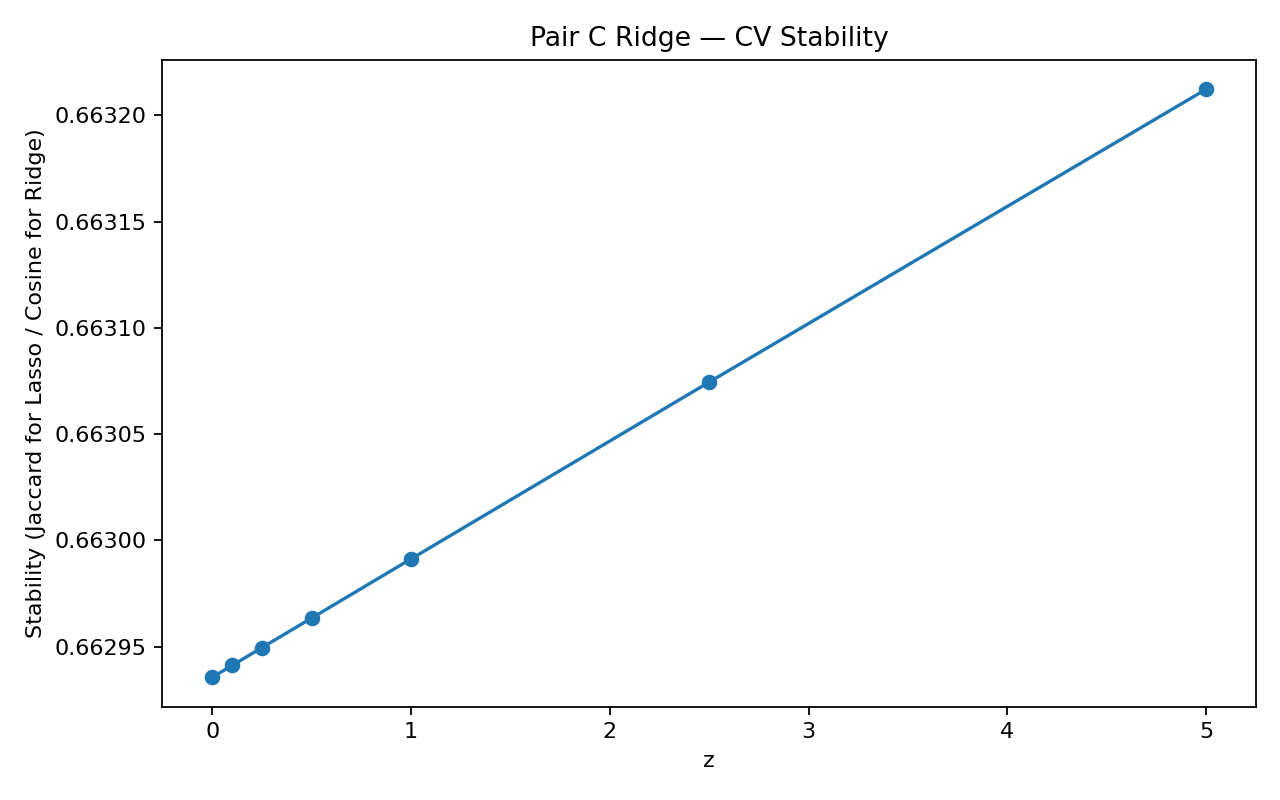 Pair C Ridge — CV Stability
Stability (Jaccard for Lasso / Cosine for Ridge)
0.66320
0.66315
0.66310
0.66305
0.66300
0.66295
0 1 2 3 4 5
z